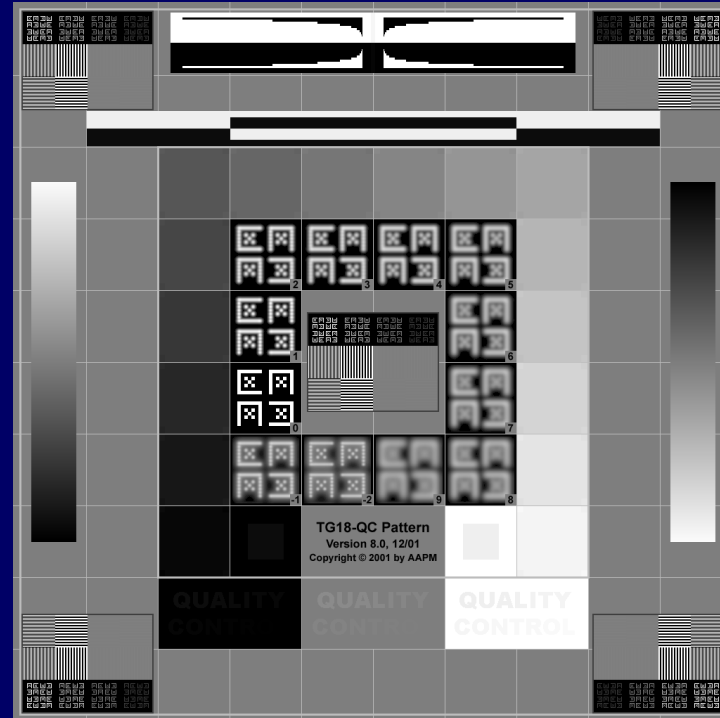 2
3
4
5
1
6
0
7
-1
-2
9
8
TG18-QC Pattern
Version 8.0, 12/01
Copyright © 2001 by AAPM
QUALITY QUALITY QUALITY
CONTROL CONTROL CONTROL